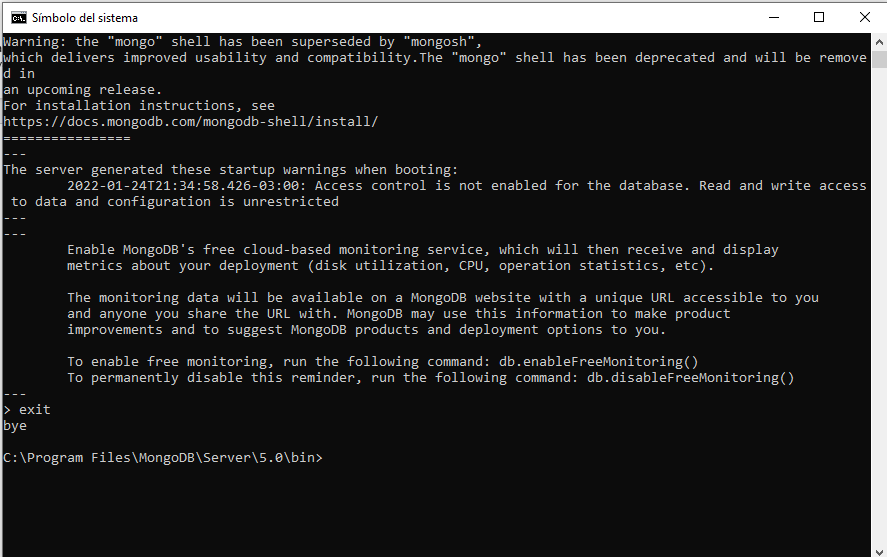 Símbolo del sistema
Warning: the "mongo" shell has been superseded by "mongosh",
which delivers improved usability and compatibility.The "mongo" shell has been deprecated and will be remove
d in
an upcoming release.
For installation instructions, see
https://docs.mongodb.com/mongodb-shell/install/
================
---
The server generated these startup warnings when booting:
        2022-01-24T21:34:58.426-03:00: Access control is not enabled for the database. Read and write access
 to data and configuration is unrestricted
---
---
        Enable MongoDB's free cloud-based monitoring service, which will then receive and display
        metrics about your deployment (disk utilization, CPU, operation statistics, etc).

        The monitoring data will be available on a MongoDB website with a unique URL accessible to you
        and anyone you share the URL with. MongoDB may use this information to make product
        improvements and to suggest MongoDB products and deployment options to you.

        To enable free monitoring, run the following command: db.enableFreeMonitoring()
        To permanently disable this reminder, run the following command: db.disableFreeMonitoring()
---
> exit
bye

C:\Program Files\MongoDB\Server\5.0\bin>